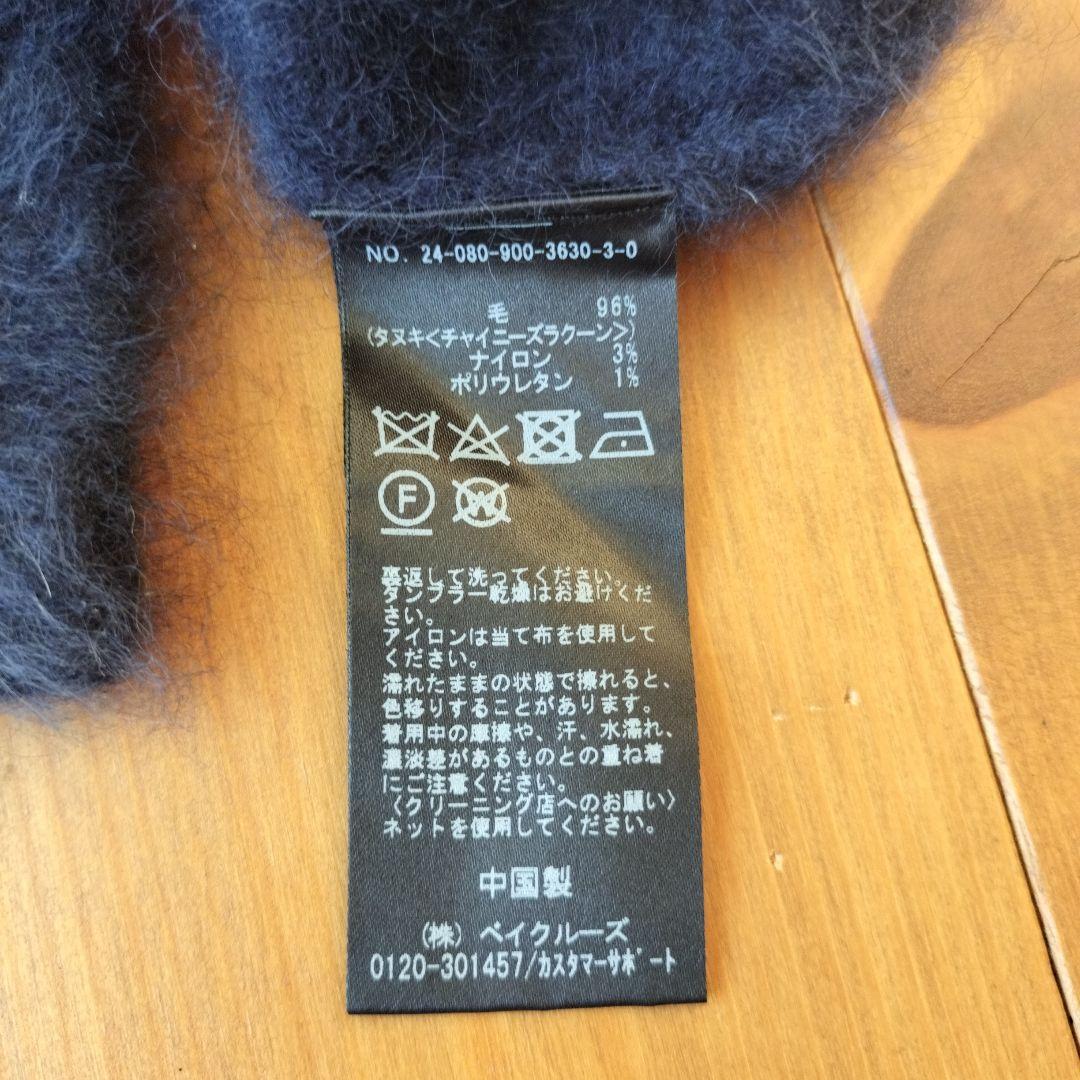 NO. 24-080-900-3630-3-0
毛 96%
(タヌキ<チャイニーズラクーン>)
ナイロン 3%
ポリウレタン 1%
F W
裏返して洗ってください。
タンブラー乾燥はお避けくだ
さい。
アイロンは当て布を使用して
ください。
濡れたままの状態で擦れると、
色移りすることがあります。
着用中の摩擦や、汗、水濡れ、
濃淡差があるものとの重ね着
にご注意ください。
〈クリーニング店へのお願い〉
ネットを使用してください。
中国製
(株) ベイクルーズ
0120-301457/カスタマーサポート